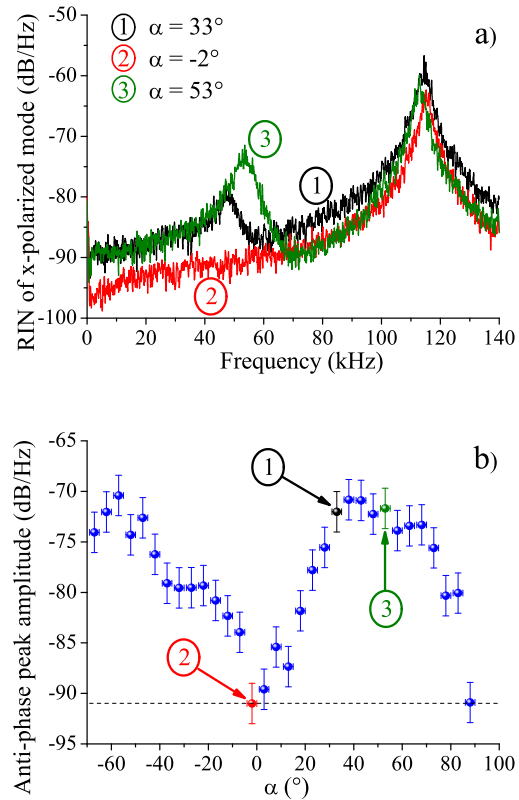 -50
-60
-70
-80
-90
-100
RIN of x-polarized mode (dB/Hz)
1 α = 33°
2 α = -2°
3 α = 53°
a)
3
1
2
0 20 40 60 80 100 120 140
Frequency (kHz)
-65
-70
-75
-80
-85
-90
-95
Anti-phase peak amplitude (dB/Hz)
b)
1
3
2
-60 -40 -20 0 20 40 60 80 100
α (°)